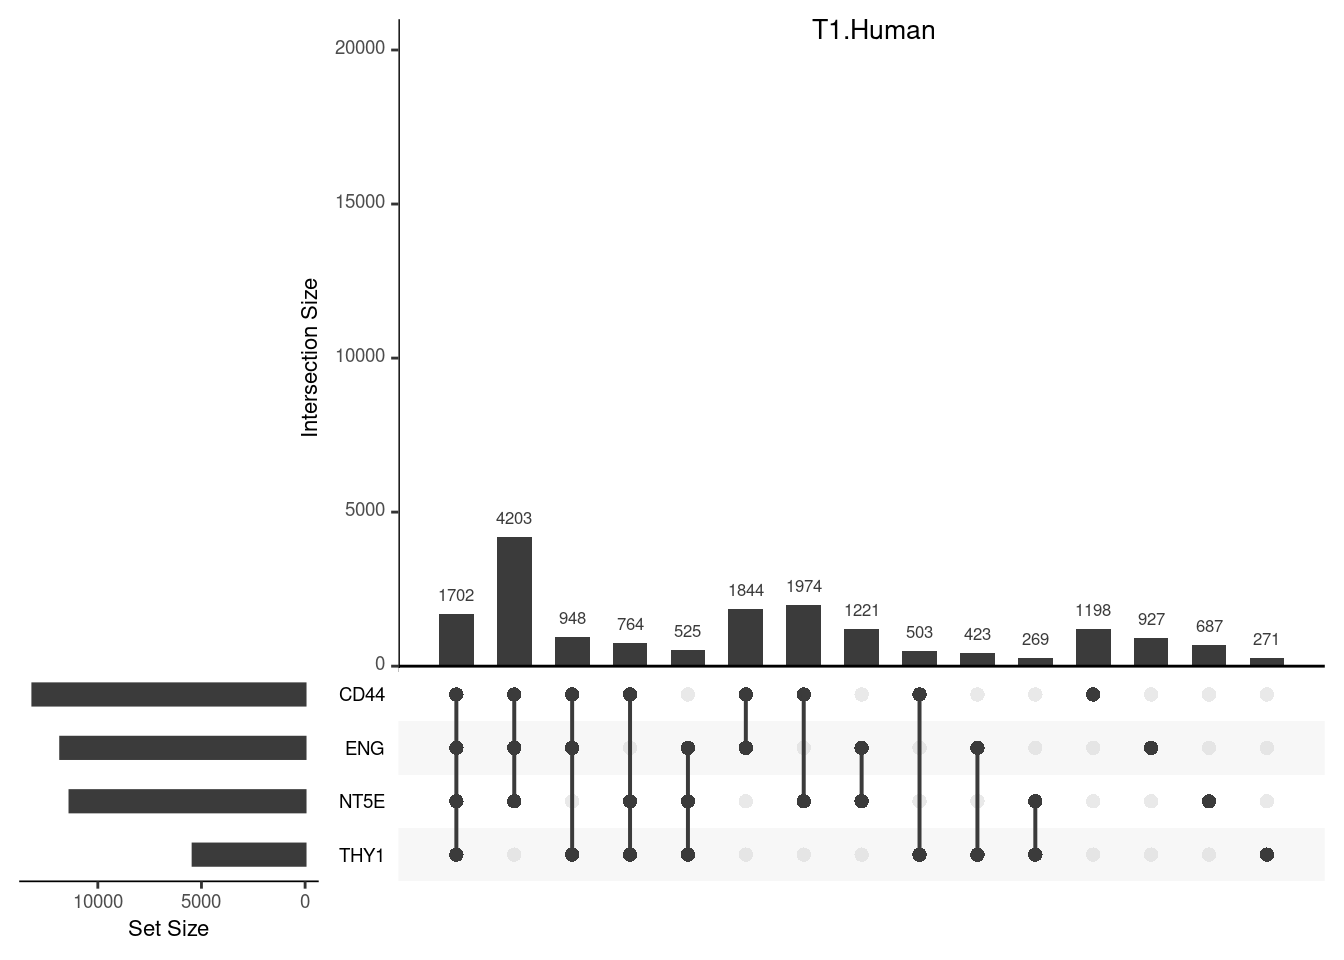 T1.Human
20000
15000
10000
5000
0
Intersection Size
1702
4203
948
764
525
1844
1974
1221
503
423
269
1198
927
687
271
CD44
ENG
NT5E
THY1
10000 5000 0
Set Size